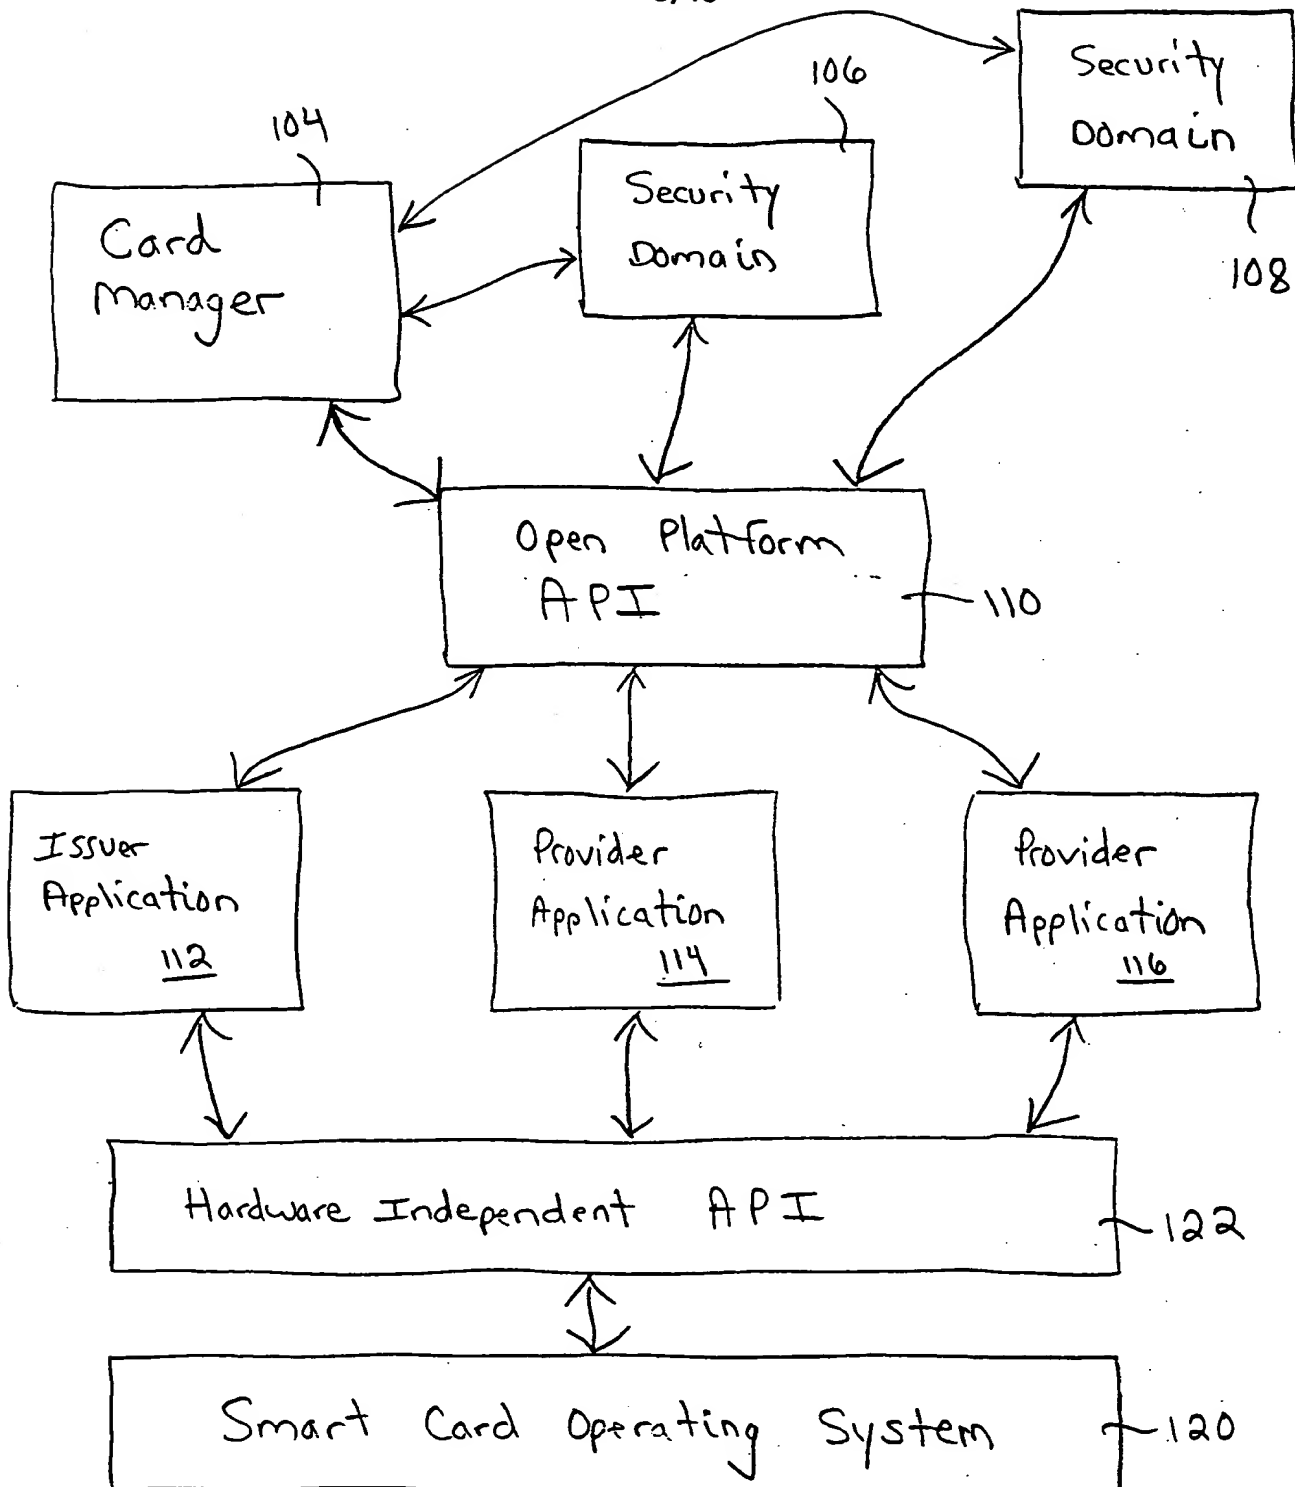 106
Security
Domain
104
Security
Domain
Card
Manager
108
Open Platform
API
110
Issuer
Application
112
Provider
Application
114
Provider
Application
116
Hardware Independent API
122
Smart Card Operating System
120